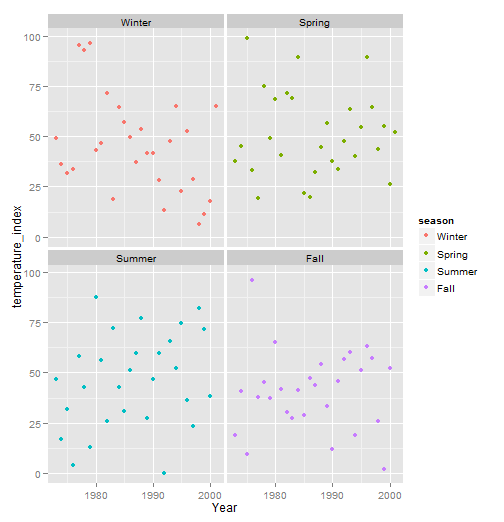 Winter
Spring
100
75
50
25
0
Summer
Fall
100
75
50
25
0
1980
1990
2000
1980
1990
2000
Year
temperature_index
season
Winter
Spring
Summer
Fall